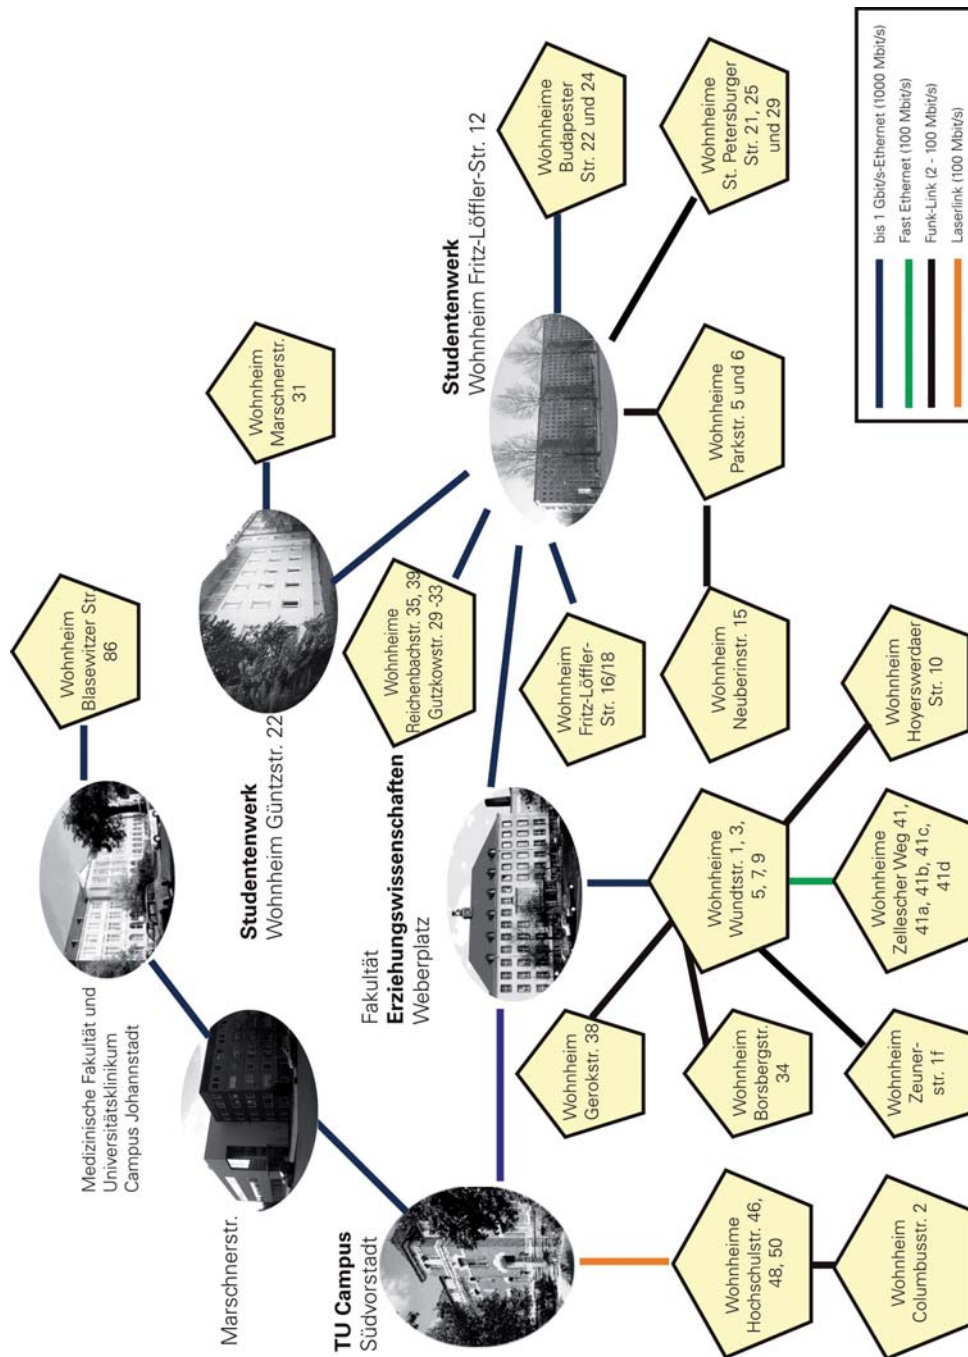 Medizinische Fakultät und
Universitätsklinikum
Campus Johannstadt
Wohnheim
Blasewitzer Str.
86
Marschnerstr.
Studentenwerk
Wohnheim Güntzstr. 22
Wohnheim
Marschnerstr.
31
TU Campus
Südvorstadt
Fakultät
Erziehungswissenschaften
Weberplatz
Wohnheime
Reichenbachstr. 35, 39
Gutzkowstr. 29 -33
Studentenwerk
Wohnheim Fritz-Löffler-Str. 12
Wohnheime
Budapester
Str. 22 und 24
Wohnheim
Fritz-Löffler-
Str. 16/18
Wohnheime
St. Petersburger
Str. 21, 25
und 29
Wohnheim
Gerokstr. 38
Wohnheime
Hochschulstr. 46,
48, 50
Wohnheim
Borsbergstr.
34
Wohnheime
Wundtstr. 1, 3,
5, 7, 9
Wohnheim
Neuberinstr. 15
Wohnheime
Parkstr. 5 und 6
Wohnheim
Columbusstr. 2
Wohnheim
Zeuner-
str. 1f
Wohnheime
Zellescher Weg 41,
41a, 41b, 41c,
41d
Wohnheim
Hoyerswerdaer
Str. 10
bis 1 Gbit/s-Ethernet (1000 Mbit/s)
Fast Ethernet (100 Mbit/s)
Funk-Link (2 - 100 Mbit/s)
Laserlink (100 Mbit/s)